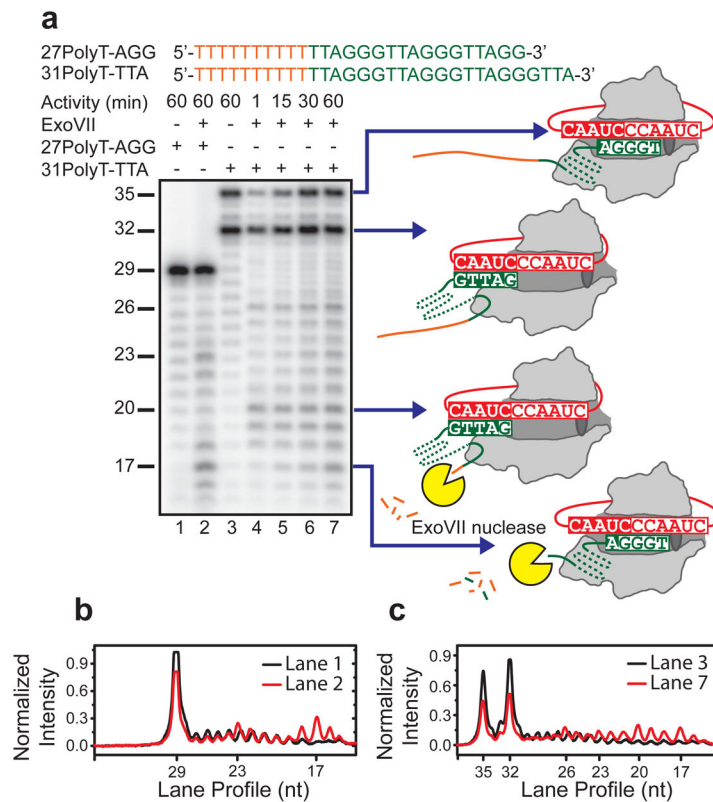 a
27PolyT-AGG 5'-TTTTTTTTTTTTAGGGTTAGGGTTAGG-3'
31PolyT-TTA 5'-TTTTTTTTTTTTAGGGTTAGGGTTAGGGTTA-3'
Activity (min) 60 60 60 1 15 30 60
ExoVII - + - + + + +
27PolyT-AGG + + - - - - -
31PolyT-TTA - - + + + + +
35
32
29
26
23
20
17
1 2 3 4 5 6 7
CAAUCCCAAUC
AGGGT
CAAUCCCAAUC
GTTAG
CAAUCCCAAUC
GTTAG
ExoVII nuclease
CAAUCCCAAUC
AGGGT
b
Normalized Intensity
0.9
0.6
0.3
0.0
Lane 1
Lane 2
29 23 17
Lane Profile (nt)
c
Normalized Intensity
0.9
0.6
0.3
0.0
Lane 3
Lane 7
35 32 26 23 20 17
Lane Profile (nt)